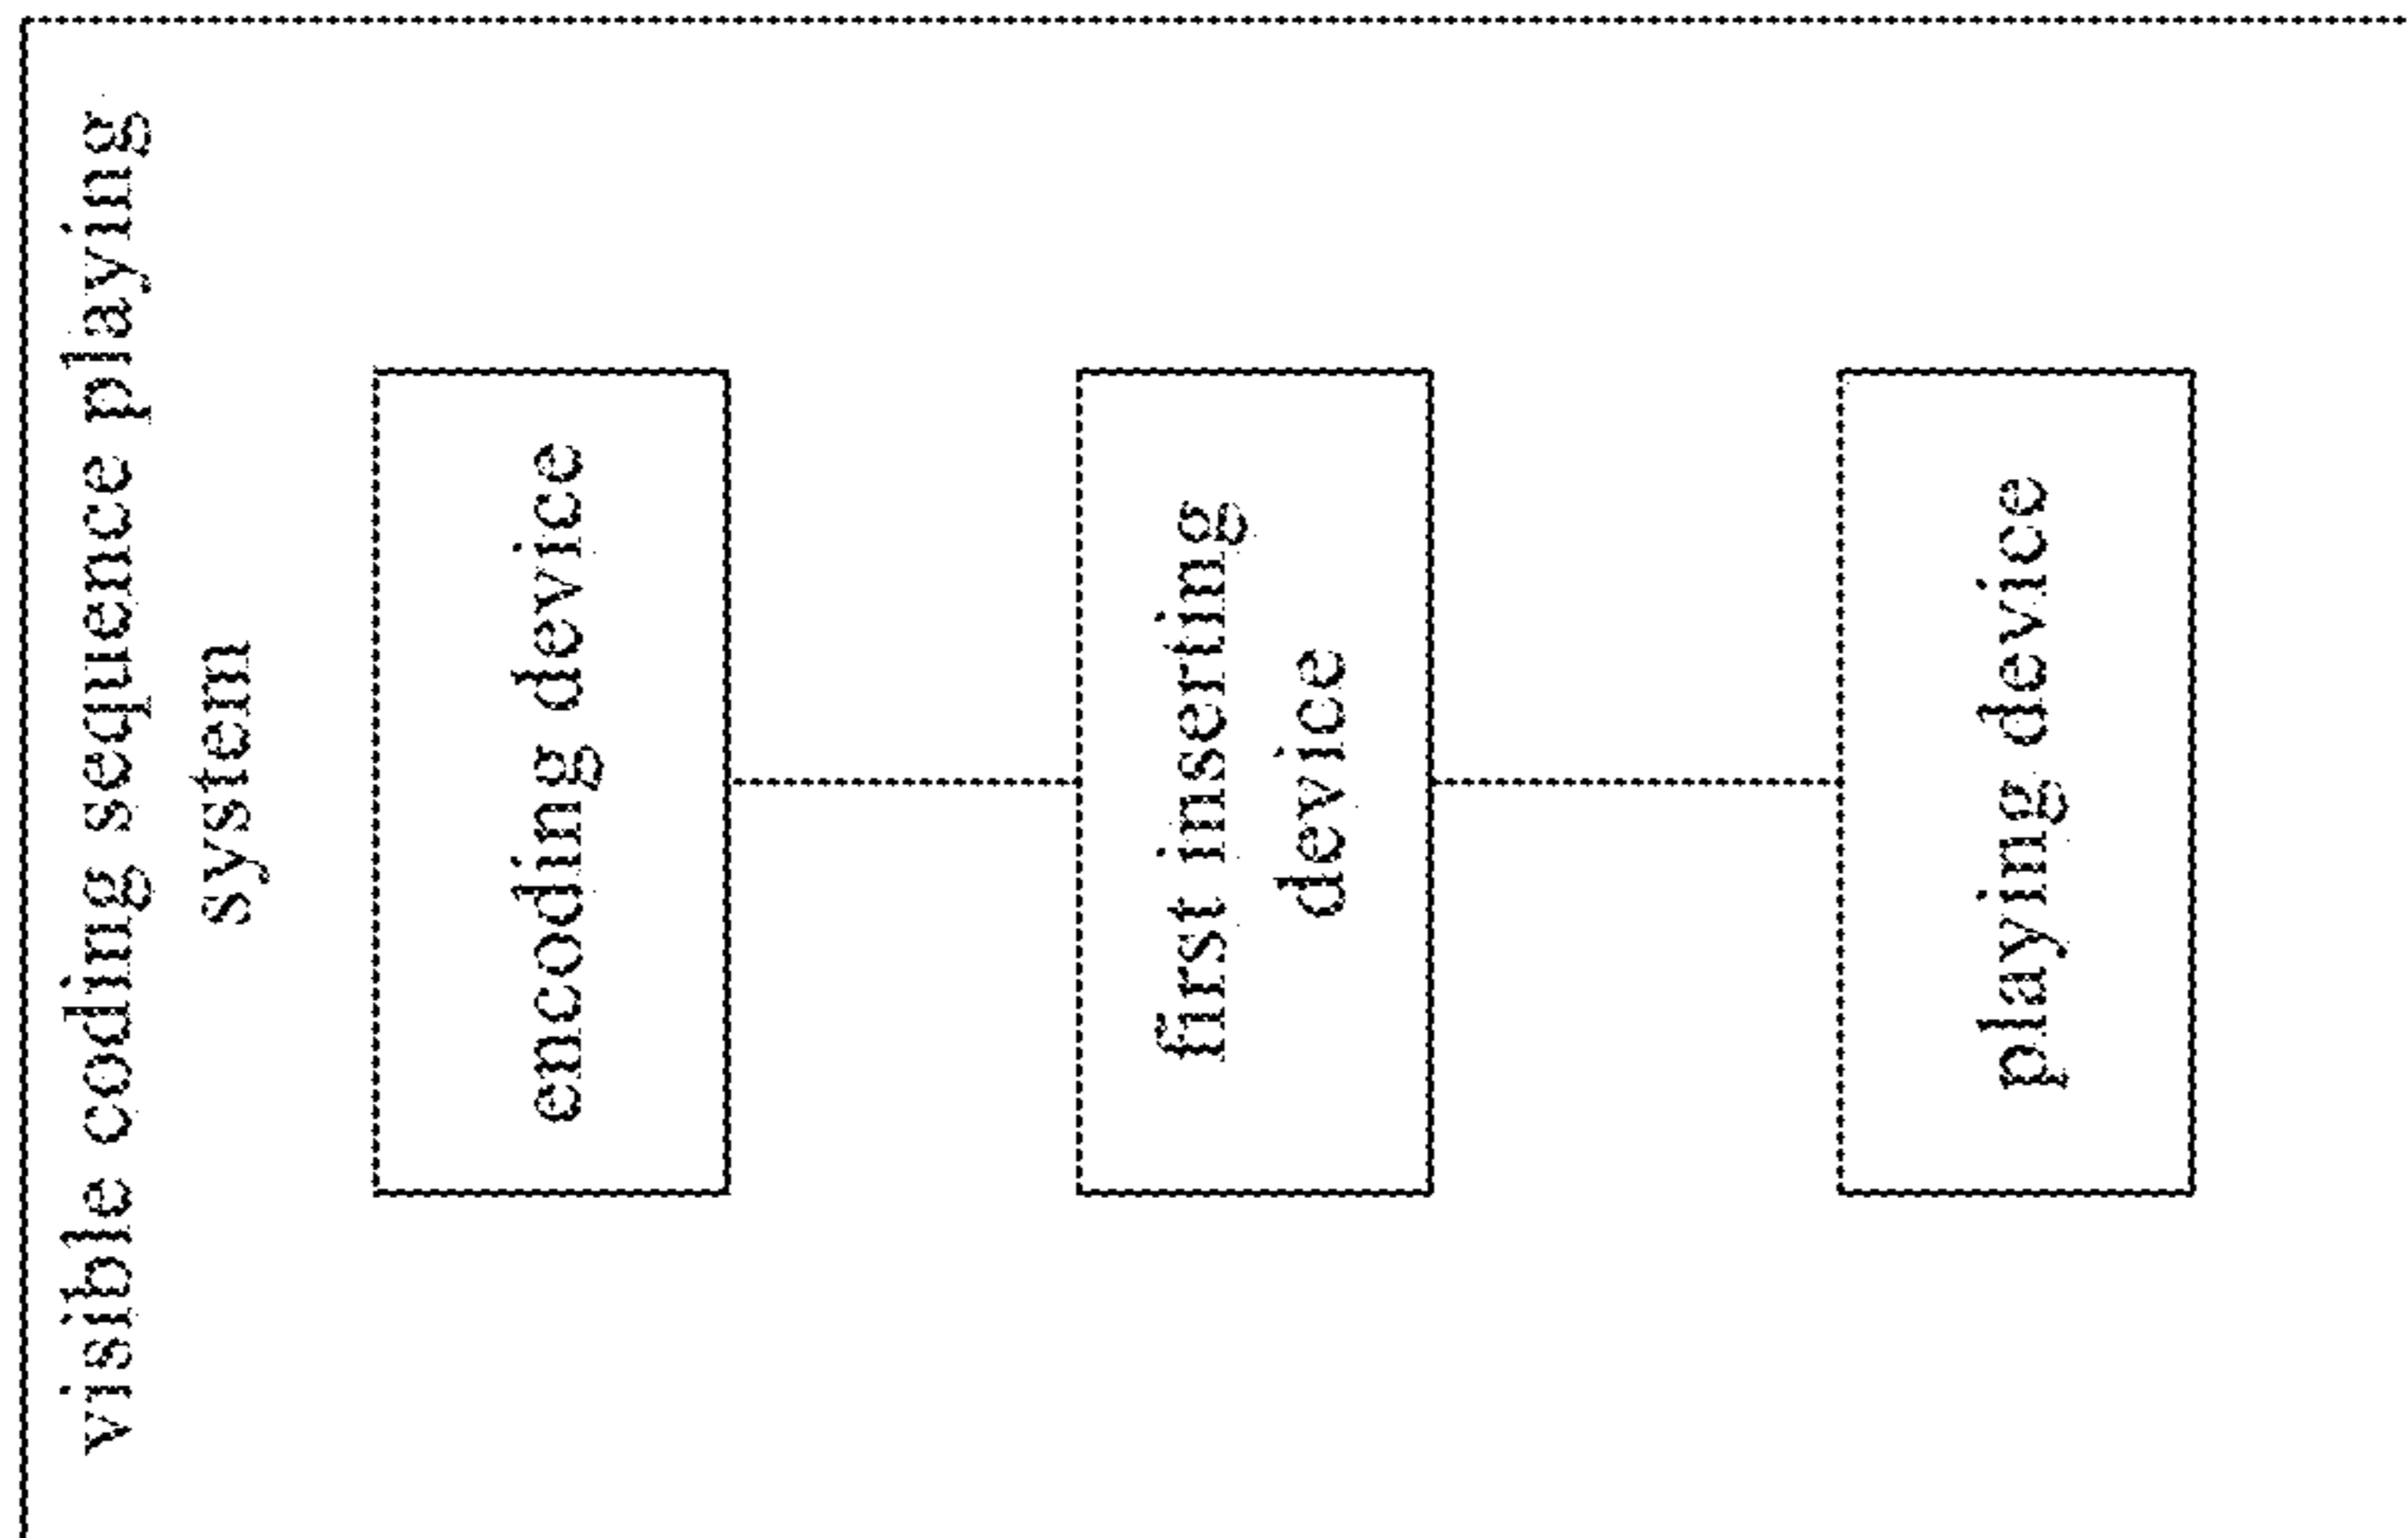 visible coding sequence playing
system
encoding device
first inserting
device
playing device